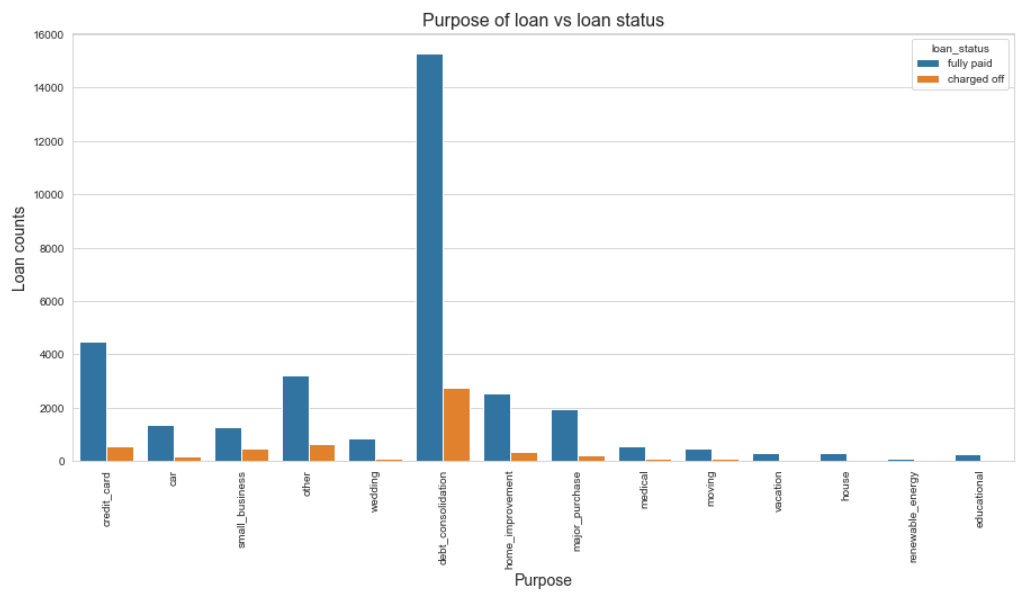 Purpose of loan vs loan status
loan_status
fully paid
charged off
Loan counts
16000
14000
12000
10000
8000
6000
4000
2000
0
credit_card
car
small_business
other
wedding
debt_consolidation
home_improvement
major_purchase
medical
moving
vacation
house
renewable_energy
educational
Purpose